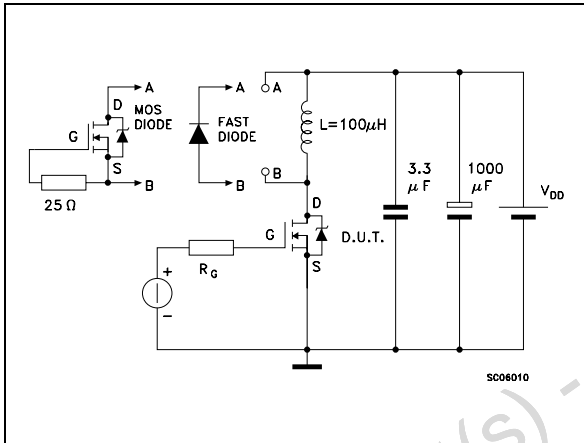 A
D
MOS
DIODE
G
S
B
25 Ω
A
FAST
DIODE
B
A
L=100μH
B
D
G
D.U.T.
S
R_G
+
−
3.3
μF
1000
μF
V_DD
SC06010
(s) -